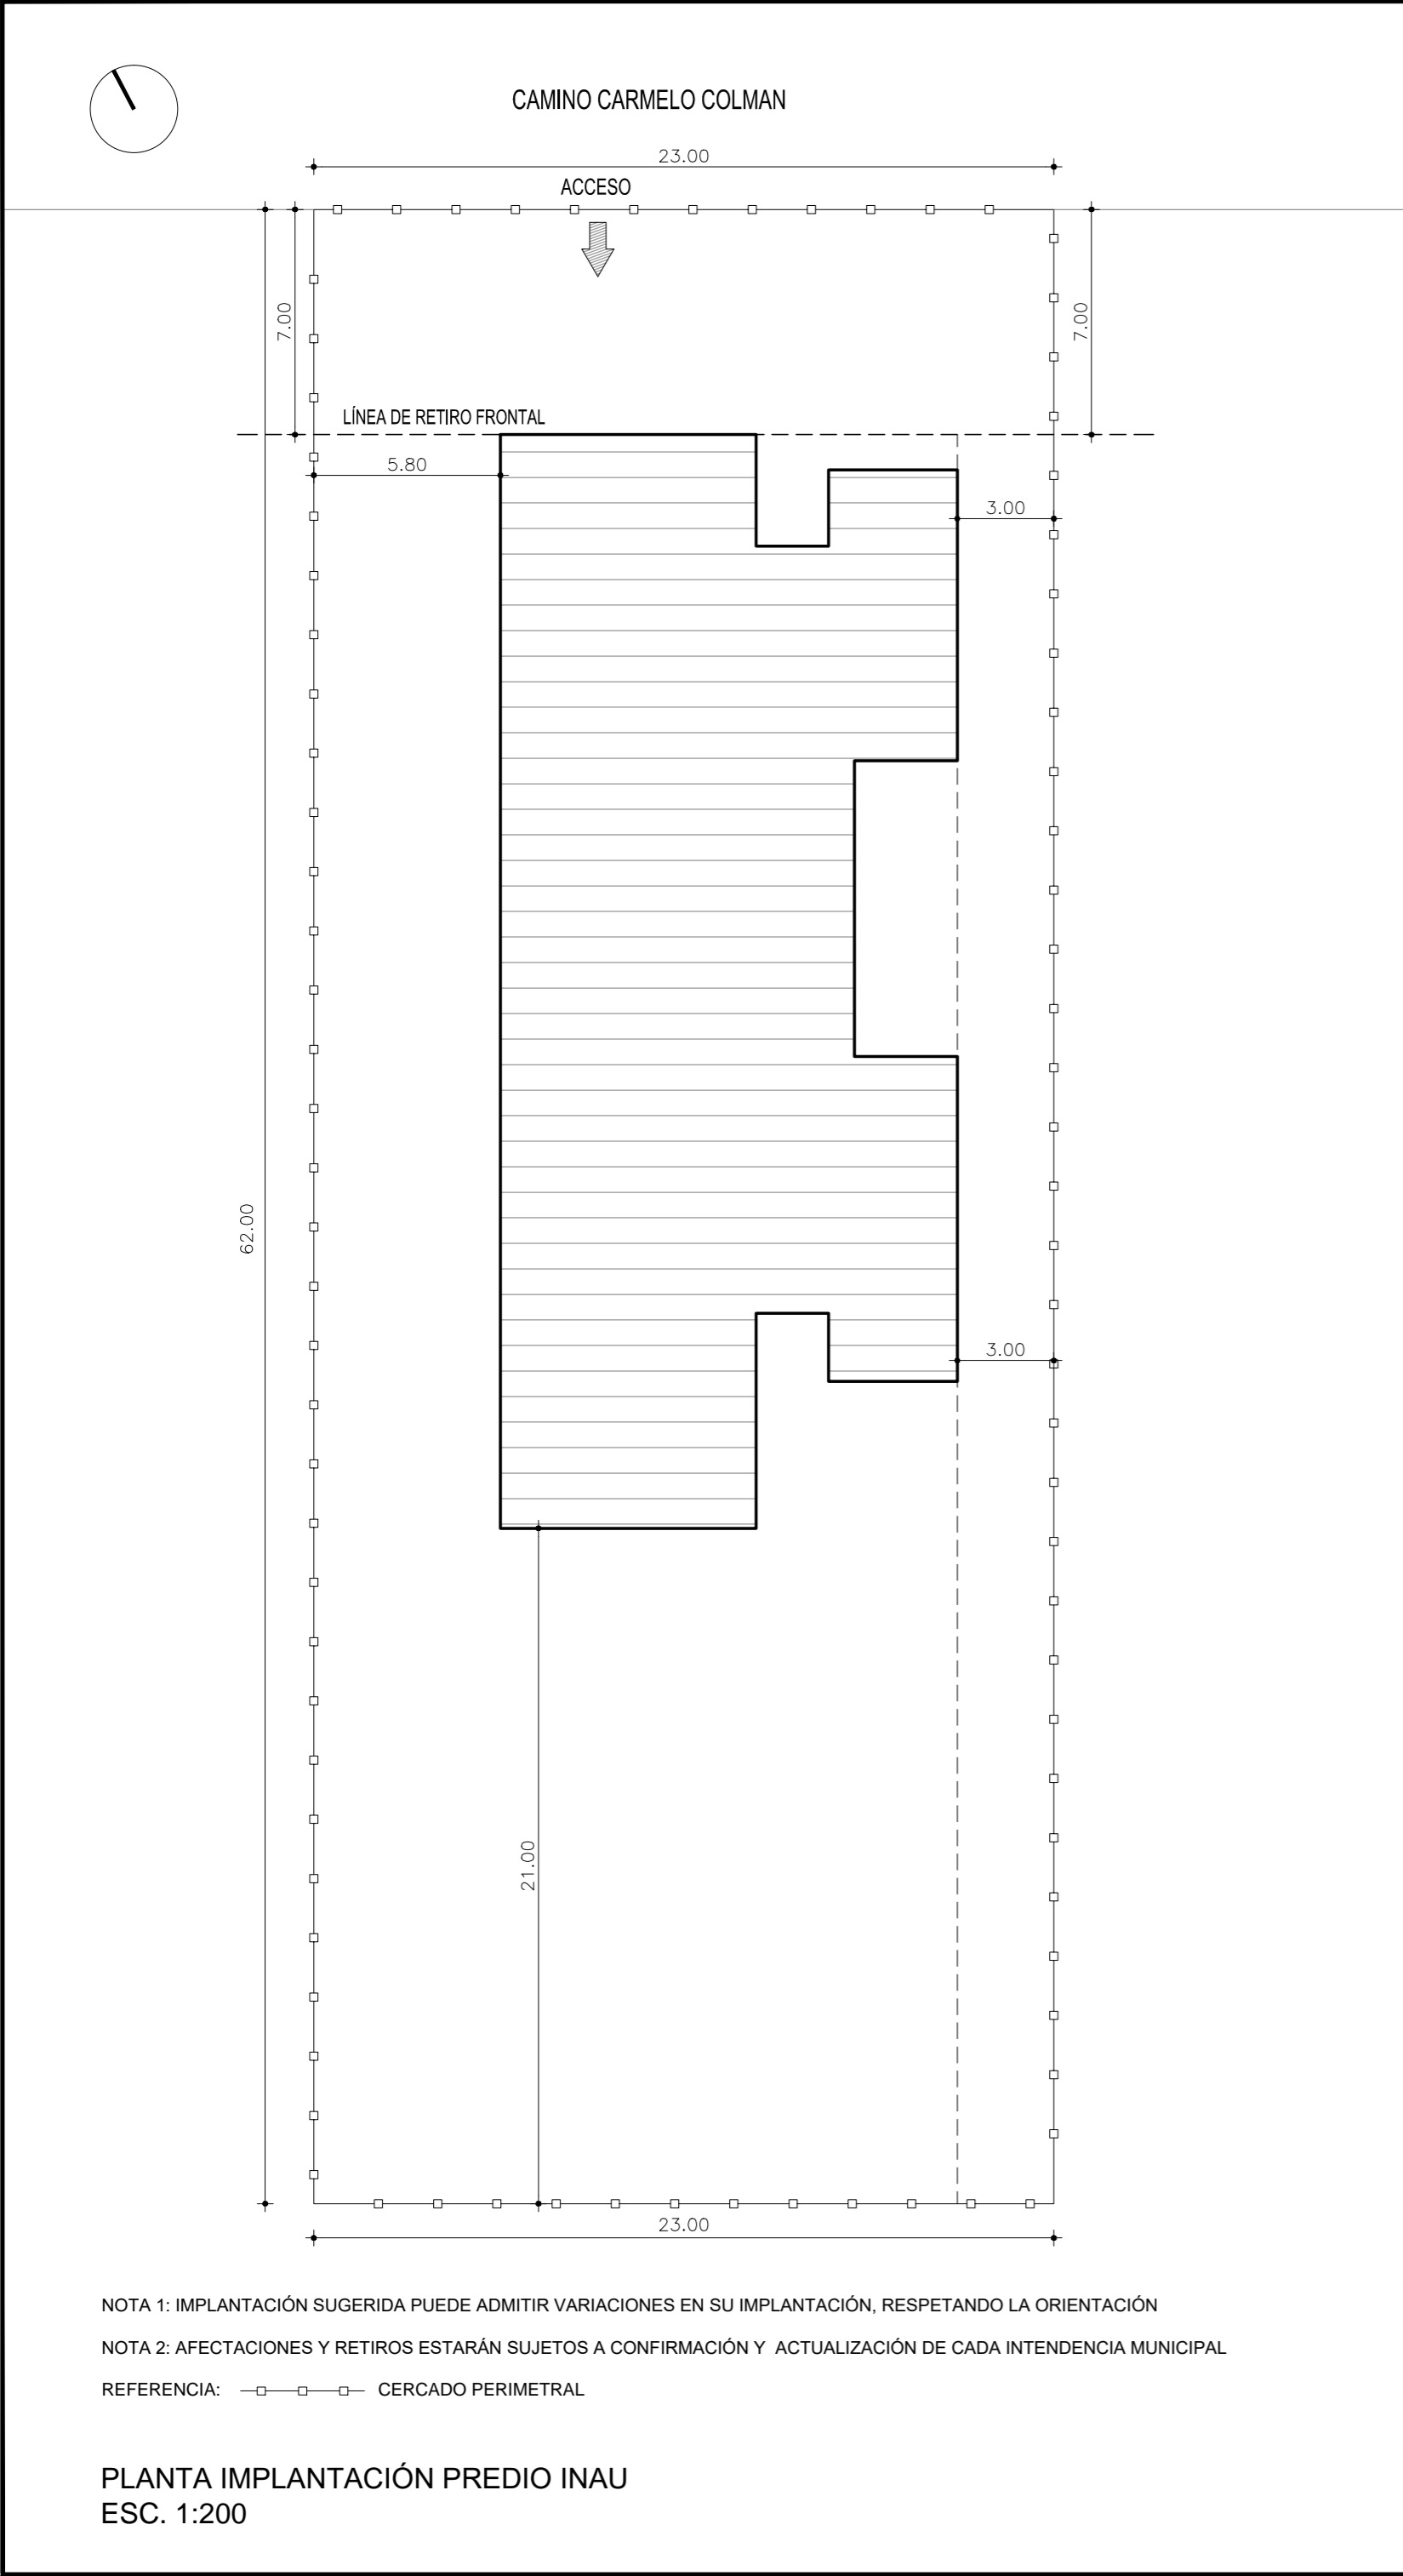 CAMINO CARMELO COLMAN
23.00
ACCESO
7.00
7.00
LÍNEA DE RETIRO FRONTAL
5.80
3.00
62.00
3.00
21.00
23.00
NOTA 1: IMPLANTACIÓN SUGERIDA PUEDE ADMITIR VARIACIONES EN SU IMPLANTACIÓN, RESPETANDO LA ORIENTACIÓN
NOTA 2: AFECTACIONES Y RETIROS ESTARÁN SUJETOS A CONFIRMACIÓN Y ACTUALIZACIÓN DE CADA INTENDENCIA MUNICIPAL
REFERENCIA: CERCADO PERIMETRAL
PLANTA IMPLANTACIÓN PREDIO INAU
ESC. 1:200